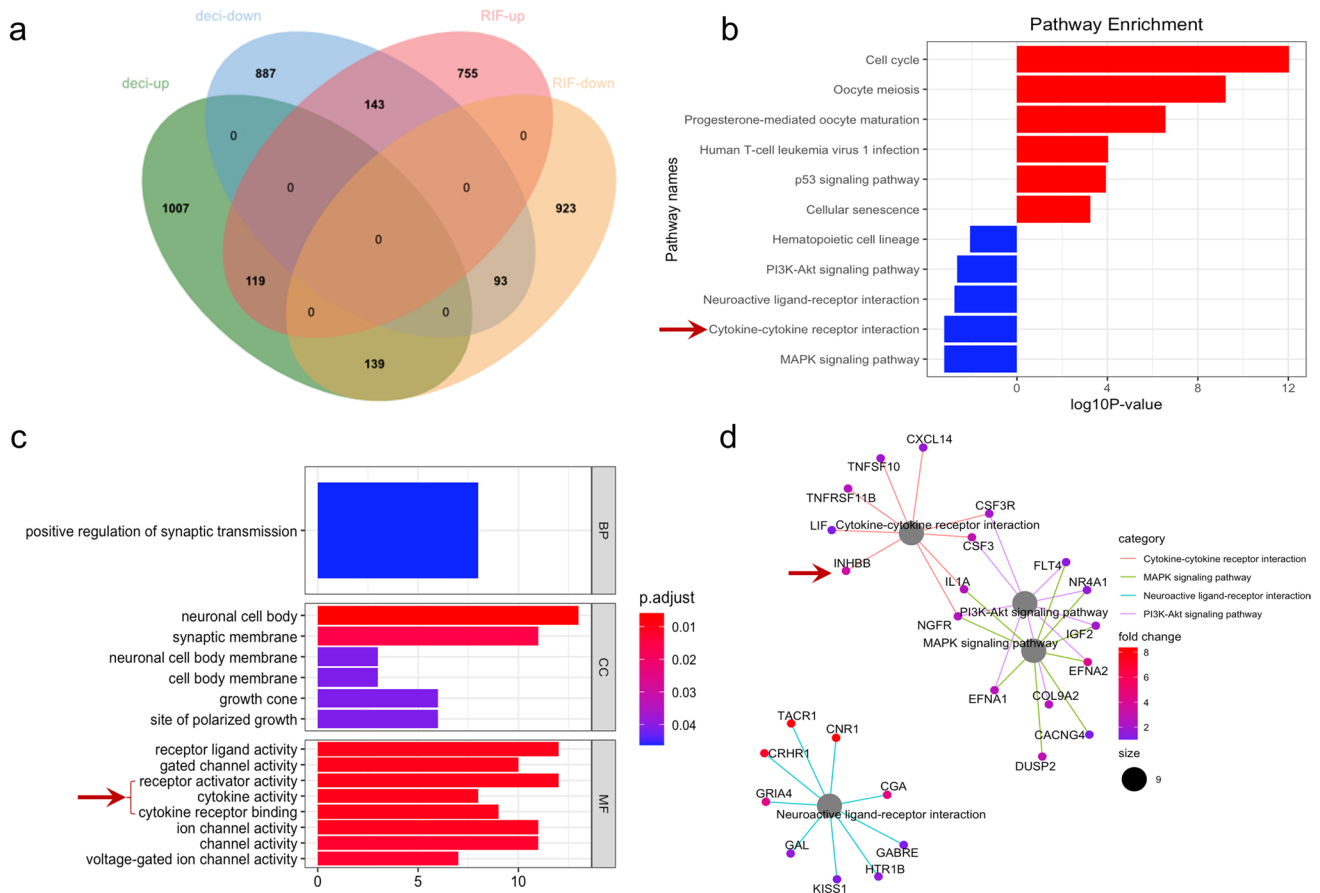 a
deci-down
RIF-up
deci-up
RIF-down
887
755
143
0
0
0
0
1007
923
0
119
93
0
0
139
b
Pathway Enrichment
Pathway names
Cell cycle
Oocyte meiosis
Progesterone-mediated oocyte maturation
Human T-cell leukemia virus 1 infection
p53 signaling pathway
Cellular senescence
Hematopoietic cell lineage
PI3K-Akt signaling pathway
Neuroactive ligand-receptor interaction
Cytokine-cytokine receptor interaction
MAPK signaling pathway
0 4 8 12
log10P-value
c
positive regulation of synaptic transmission
BP
neuronal cell body
synaptic membrane
neuronal cell body membrane
cell body membrane
growth cone
site of polarized growth
CC
receptor ligand activity
gated channel activity
receptor activator activity
cytokine activity
cytokine receptor binding
ion channel activity
channel activity
voltage-gated ion channel activity
MF
0 5 10
p.adjust
0.01
0.02
0.03
0.04
d
CXCL14
TNFSF10
TNFRSF11B
CSF3R
LIF
Cytokine-cytokine receptor interaction
CSF3
INHBB
FLT4
IL1A
NR4A1
PI3K-Akt signaling pathway
NGFR
IGF2
MAPK signaling pathway
EFNA2
EFNA1
COL9A2
CACNG4
DUSP2
TACR1
CNR1
CRHR1
GRIA4
CGA
Neuroactive ligand-receptor interaction
GAL
GABRE
HTR1B
KISS1
category
Cytokine-cytokine receptor interaction
MAPK signaling pathway
Neuroactive ligand-receptor interaction
PI3K-Akt signaling pathway
fold change
8
6
4
2
size
9